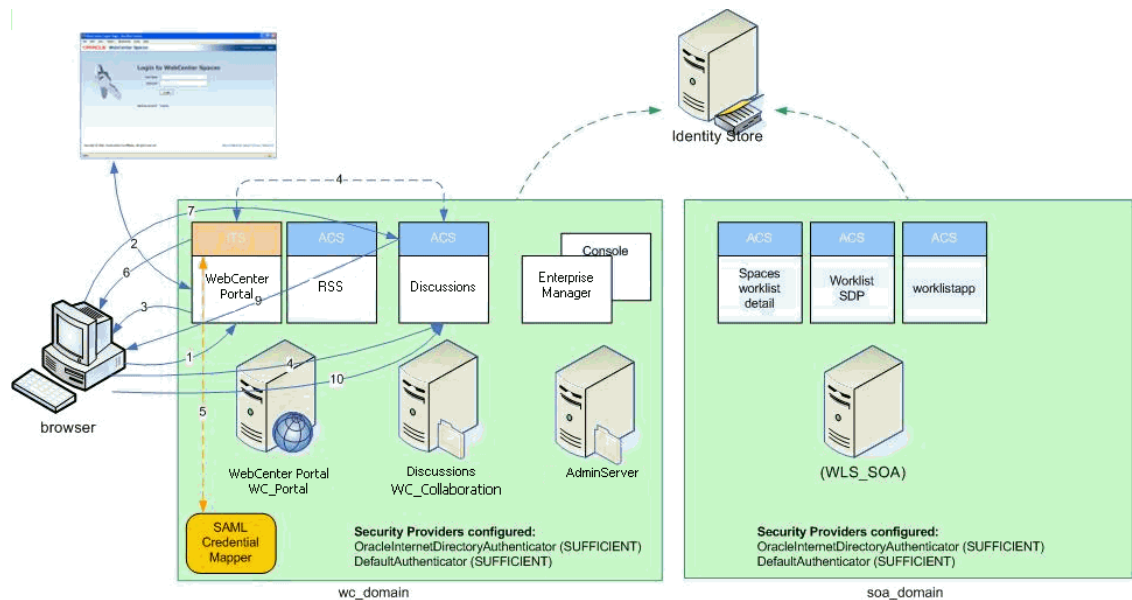 ORACLE WebCenter Spaces
Login to WebCenter Spaces
Identity Store
4
7
2
6
3
9
1
4
10
5
ITS
ACS
ACS
WebCenter
Portal
RSS
Discussions
Console
Enterprise
Manager
ACS
ACS
ACS
Spaces
worklist
detail
Worklist
SDP
worklistapp
browser
WebCenter Portal
WC_Portal
Discussions
WC_Collaboration
AdminServer
(WLS_SOA)
SAML
Credential
Mapper
Security Providers configured:
OracleInternetDirectoryAuthenticator (SUFFICIENT)
DefaultAuthenticator (SUFFICIENT)
Security Providers configured:
OracleInternetDirectoryAuthenticator (SUFFICIENT)
DefaultAuthenticator (SUFFICIENT)
wc_domain
soa_domain